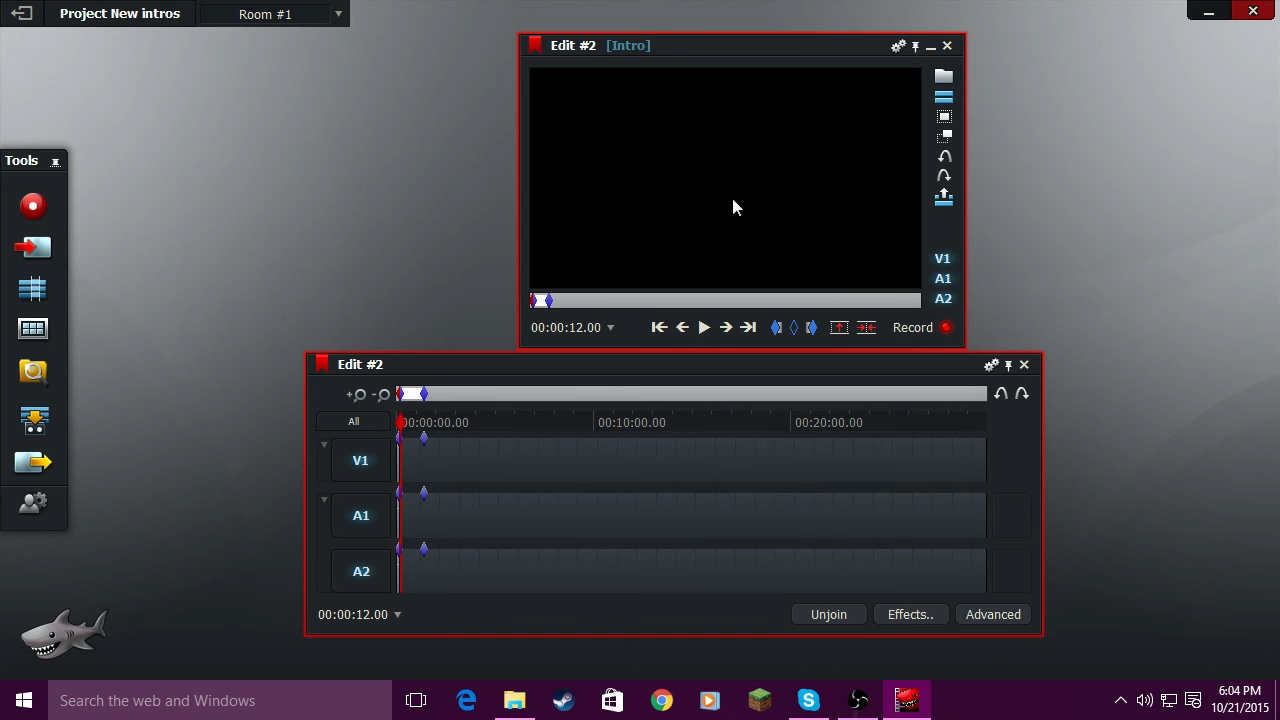 Project New intros
Room #1
Edit #2 [Intro]
Tools
V1
A1
A2
00:00:12.00
Record
Edit #2
All
00:00:00.00
00:10:00.00
00:20:00.00
V1
A1
A2
00:00:12.00
Unjoin
Effects..
Advanced
Search the web and Windows
6:04 PM
10/21/2015